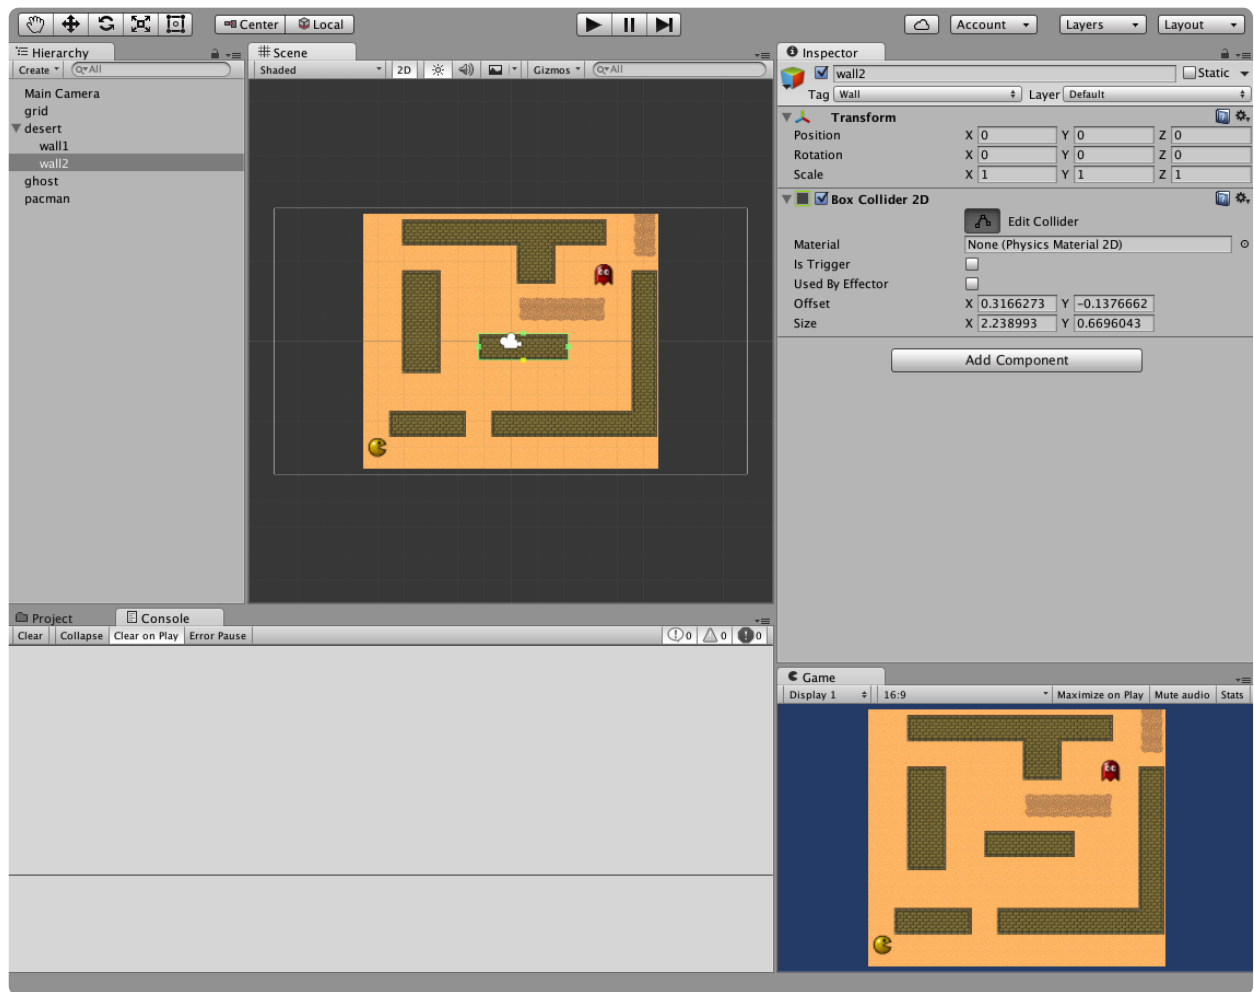 Center Local
Account Layers Layout
Hierarchy
Create All
Main Camera
grid
desert
wall1
wall2
ghost
pacman
Scene
Shaded 2D Gizmos All
Inspector
wall2 Static
Tag Wall Layer Default
Transform
Position X 0 Y 0 Z 0
Rotation X 0 Y 0 Z 0
Scale X 1 Y 1 Z 1
Box Collider 2D
Edit Collider
Material None (Physics Material 2D)
Is Trigger
Used By Effector
Offset X 0.3166273 Y -0.1376662
Size X 2.238993 Y 0.6696043
Add Component
Project Console
Clear Collapse Clear on Play Error Pause 0 0 0
Game
Display 1 16:9 Maximize on Play Mute audio Stats